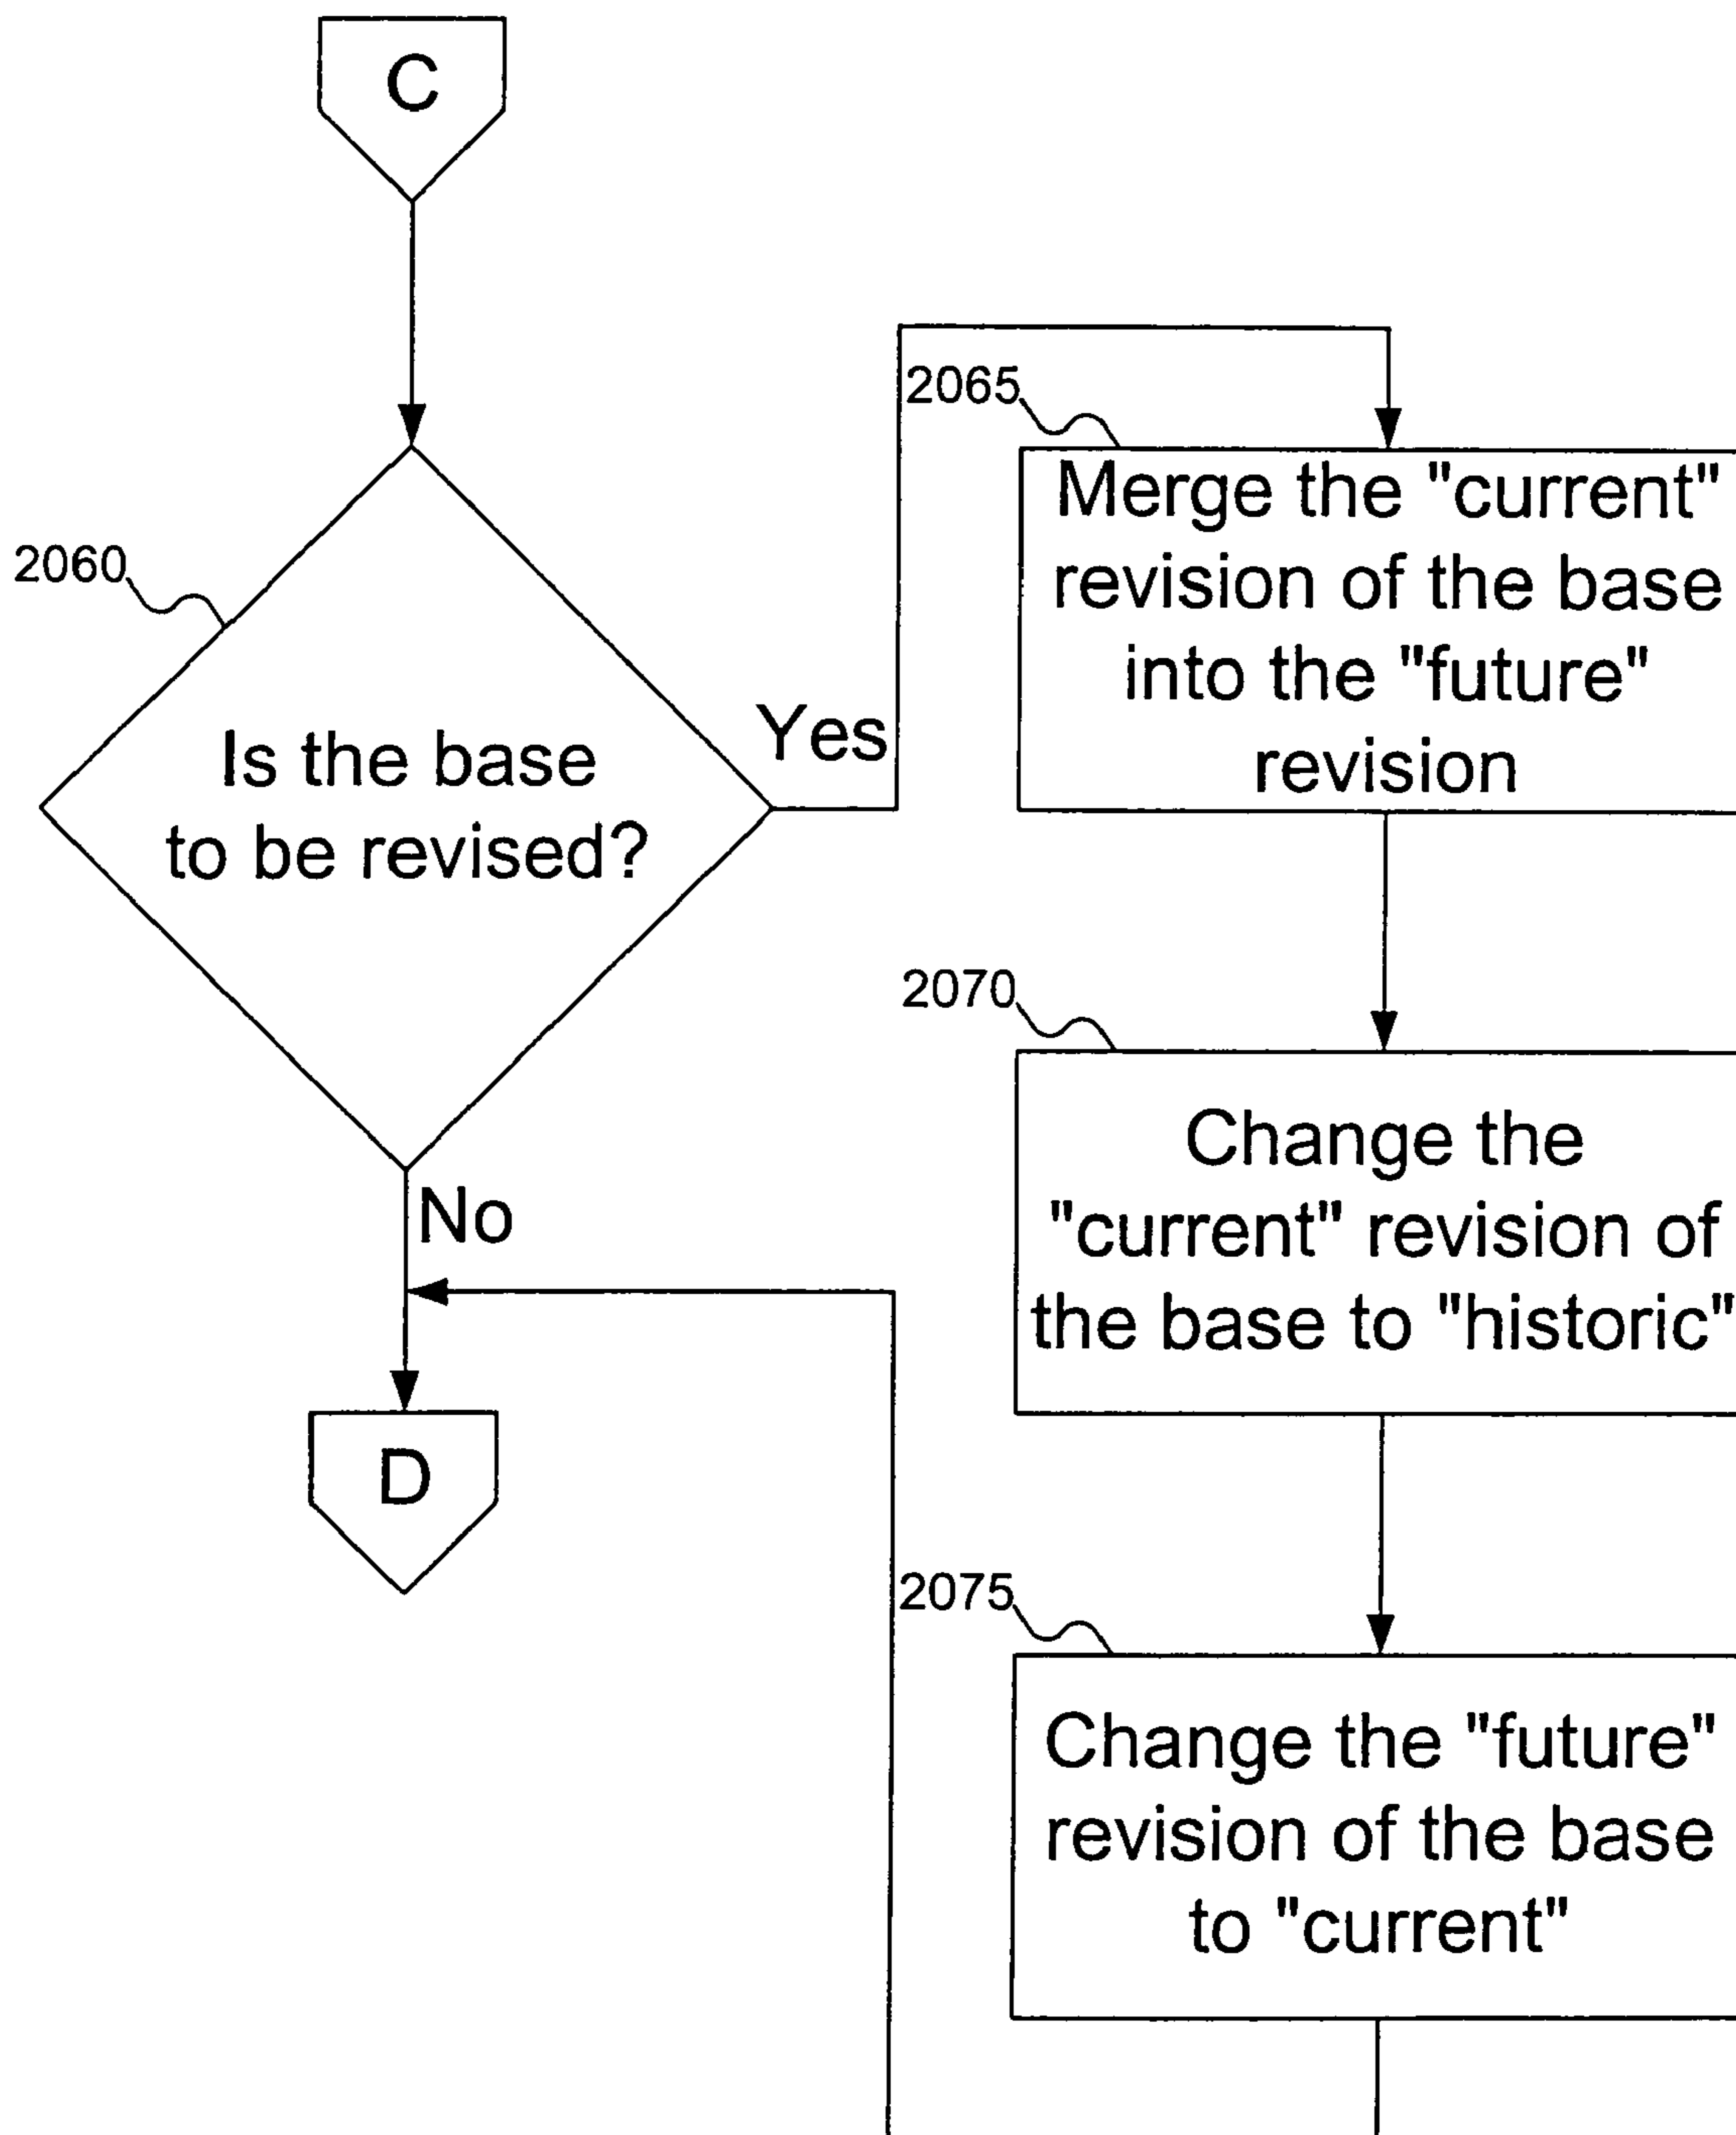 C
2060
Is the base
to be revised?
Yes
No
D
2065
Merge the "current"
revision of the base
into the "future"
revision
2070
Change the
"current" revision of
the base to "historic"
2075
Change the "future"
revision of the base
to "current"